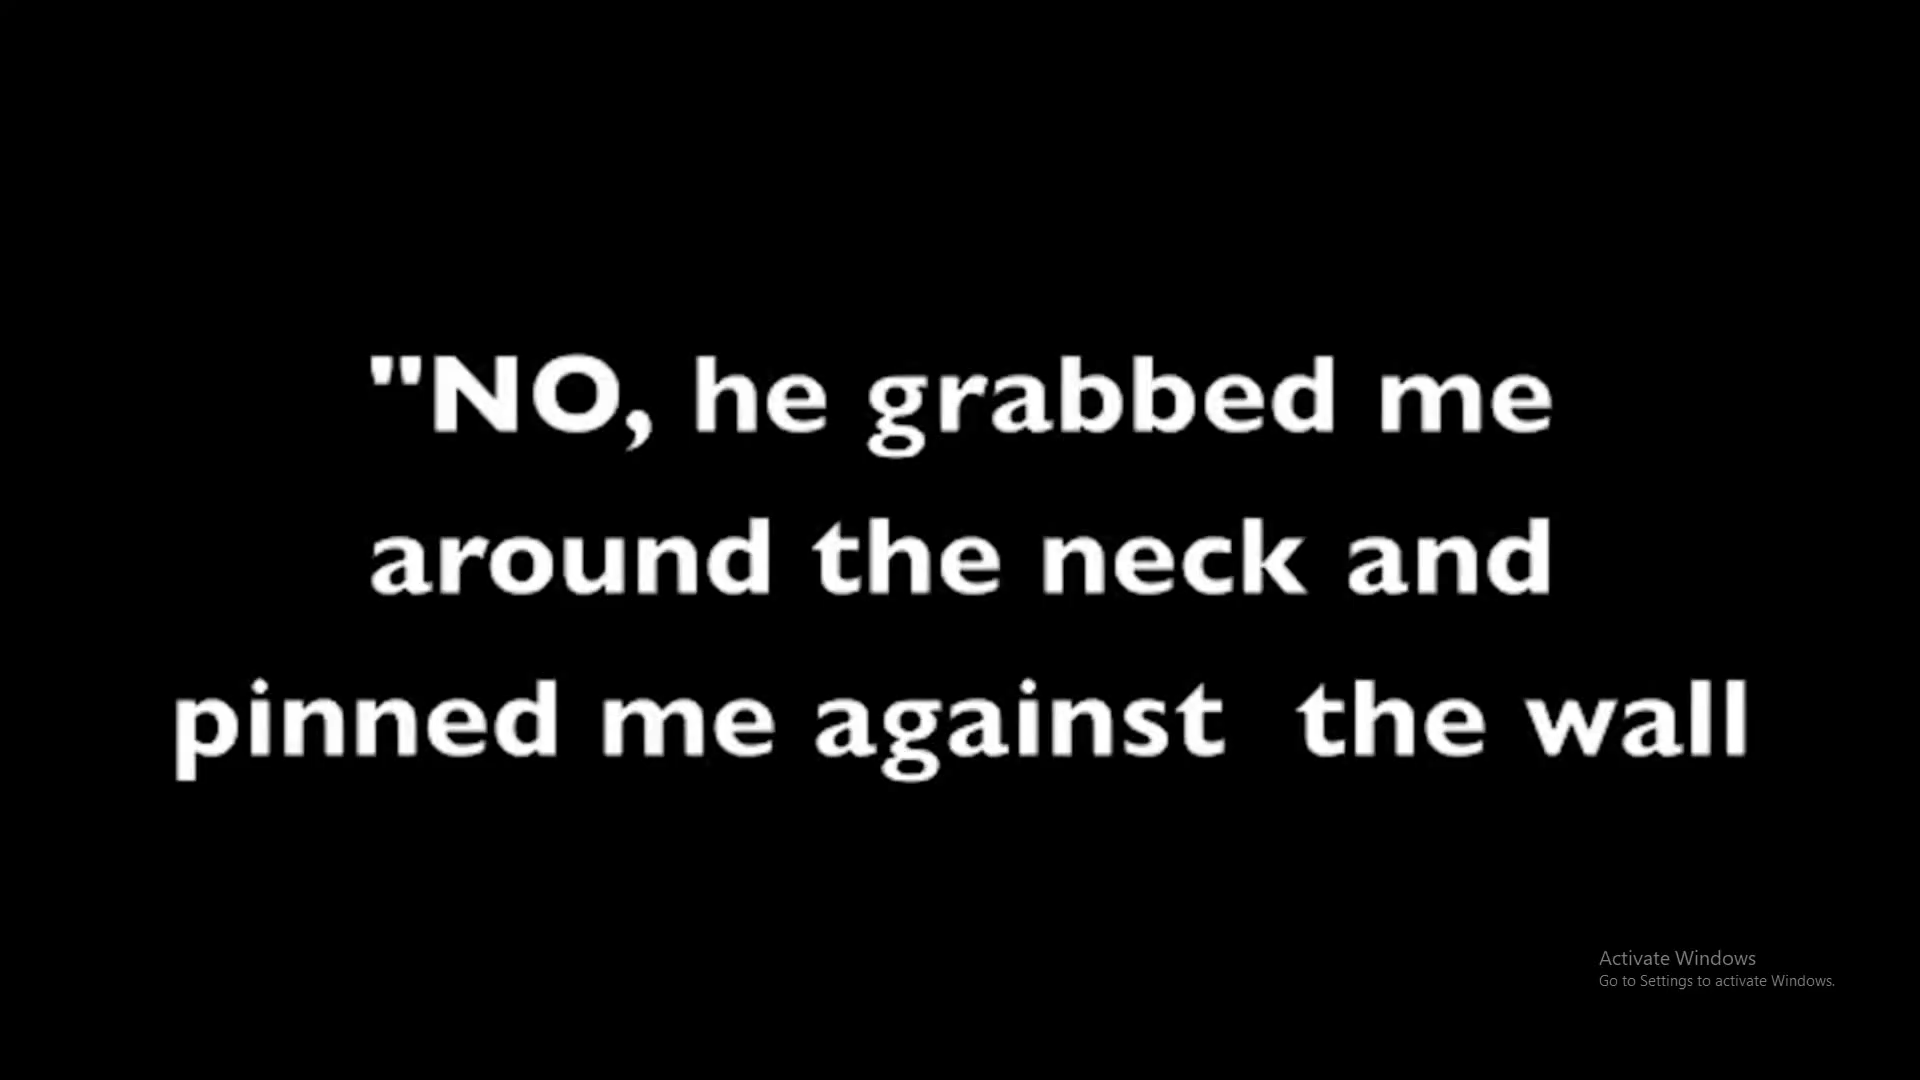 "NO, he grabbed me
around the neck and
pinned me against  the wall
Activate Windows
Go to Settings to activate Windows.